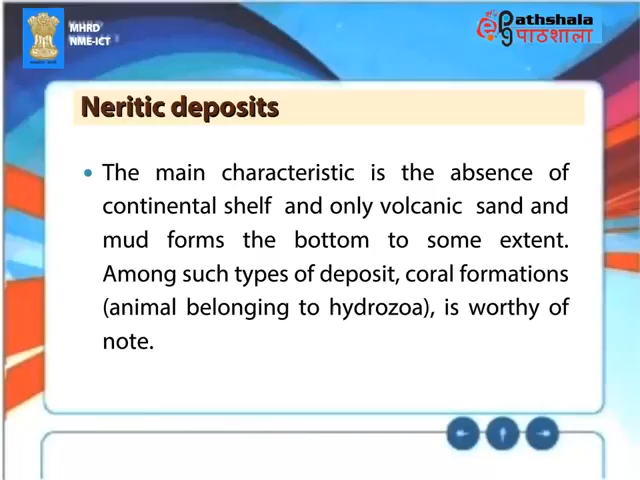 MHRD
NME-ICT
e Pathshala
पाठशाला
Neritic deposits
• The main characteristic is the absence of
continental shelf and only volcanic sand and
mud forms the bottom to some extent.
Among such types of deposit, coral formations
(animal belonging to hydrozoa), is worthy of
note.